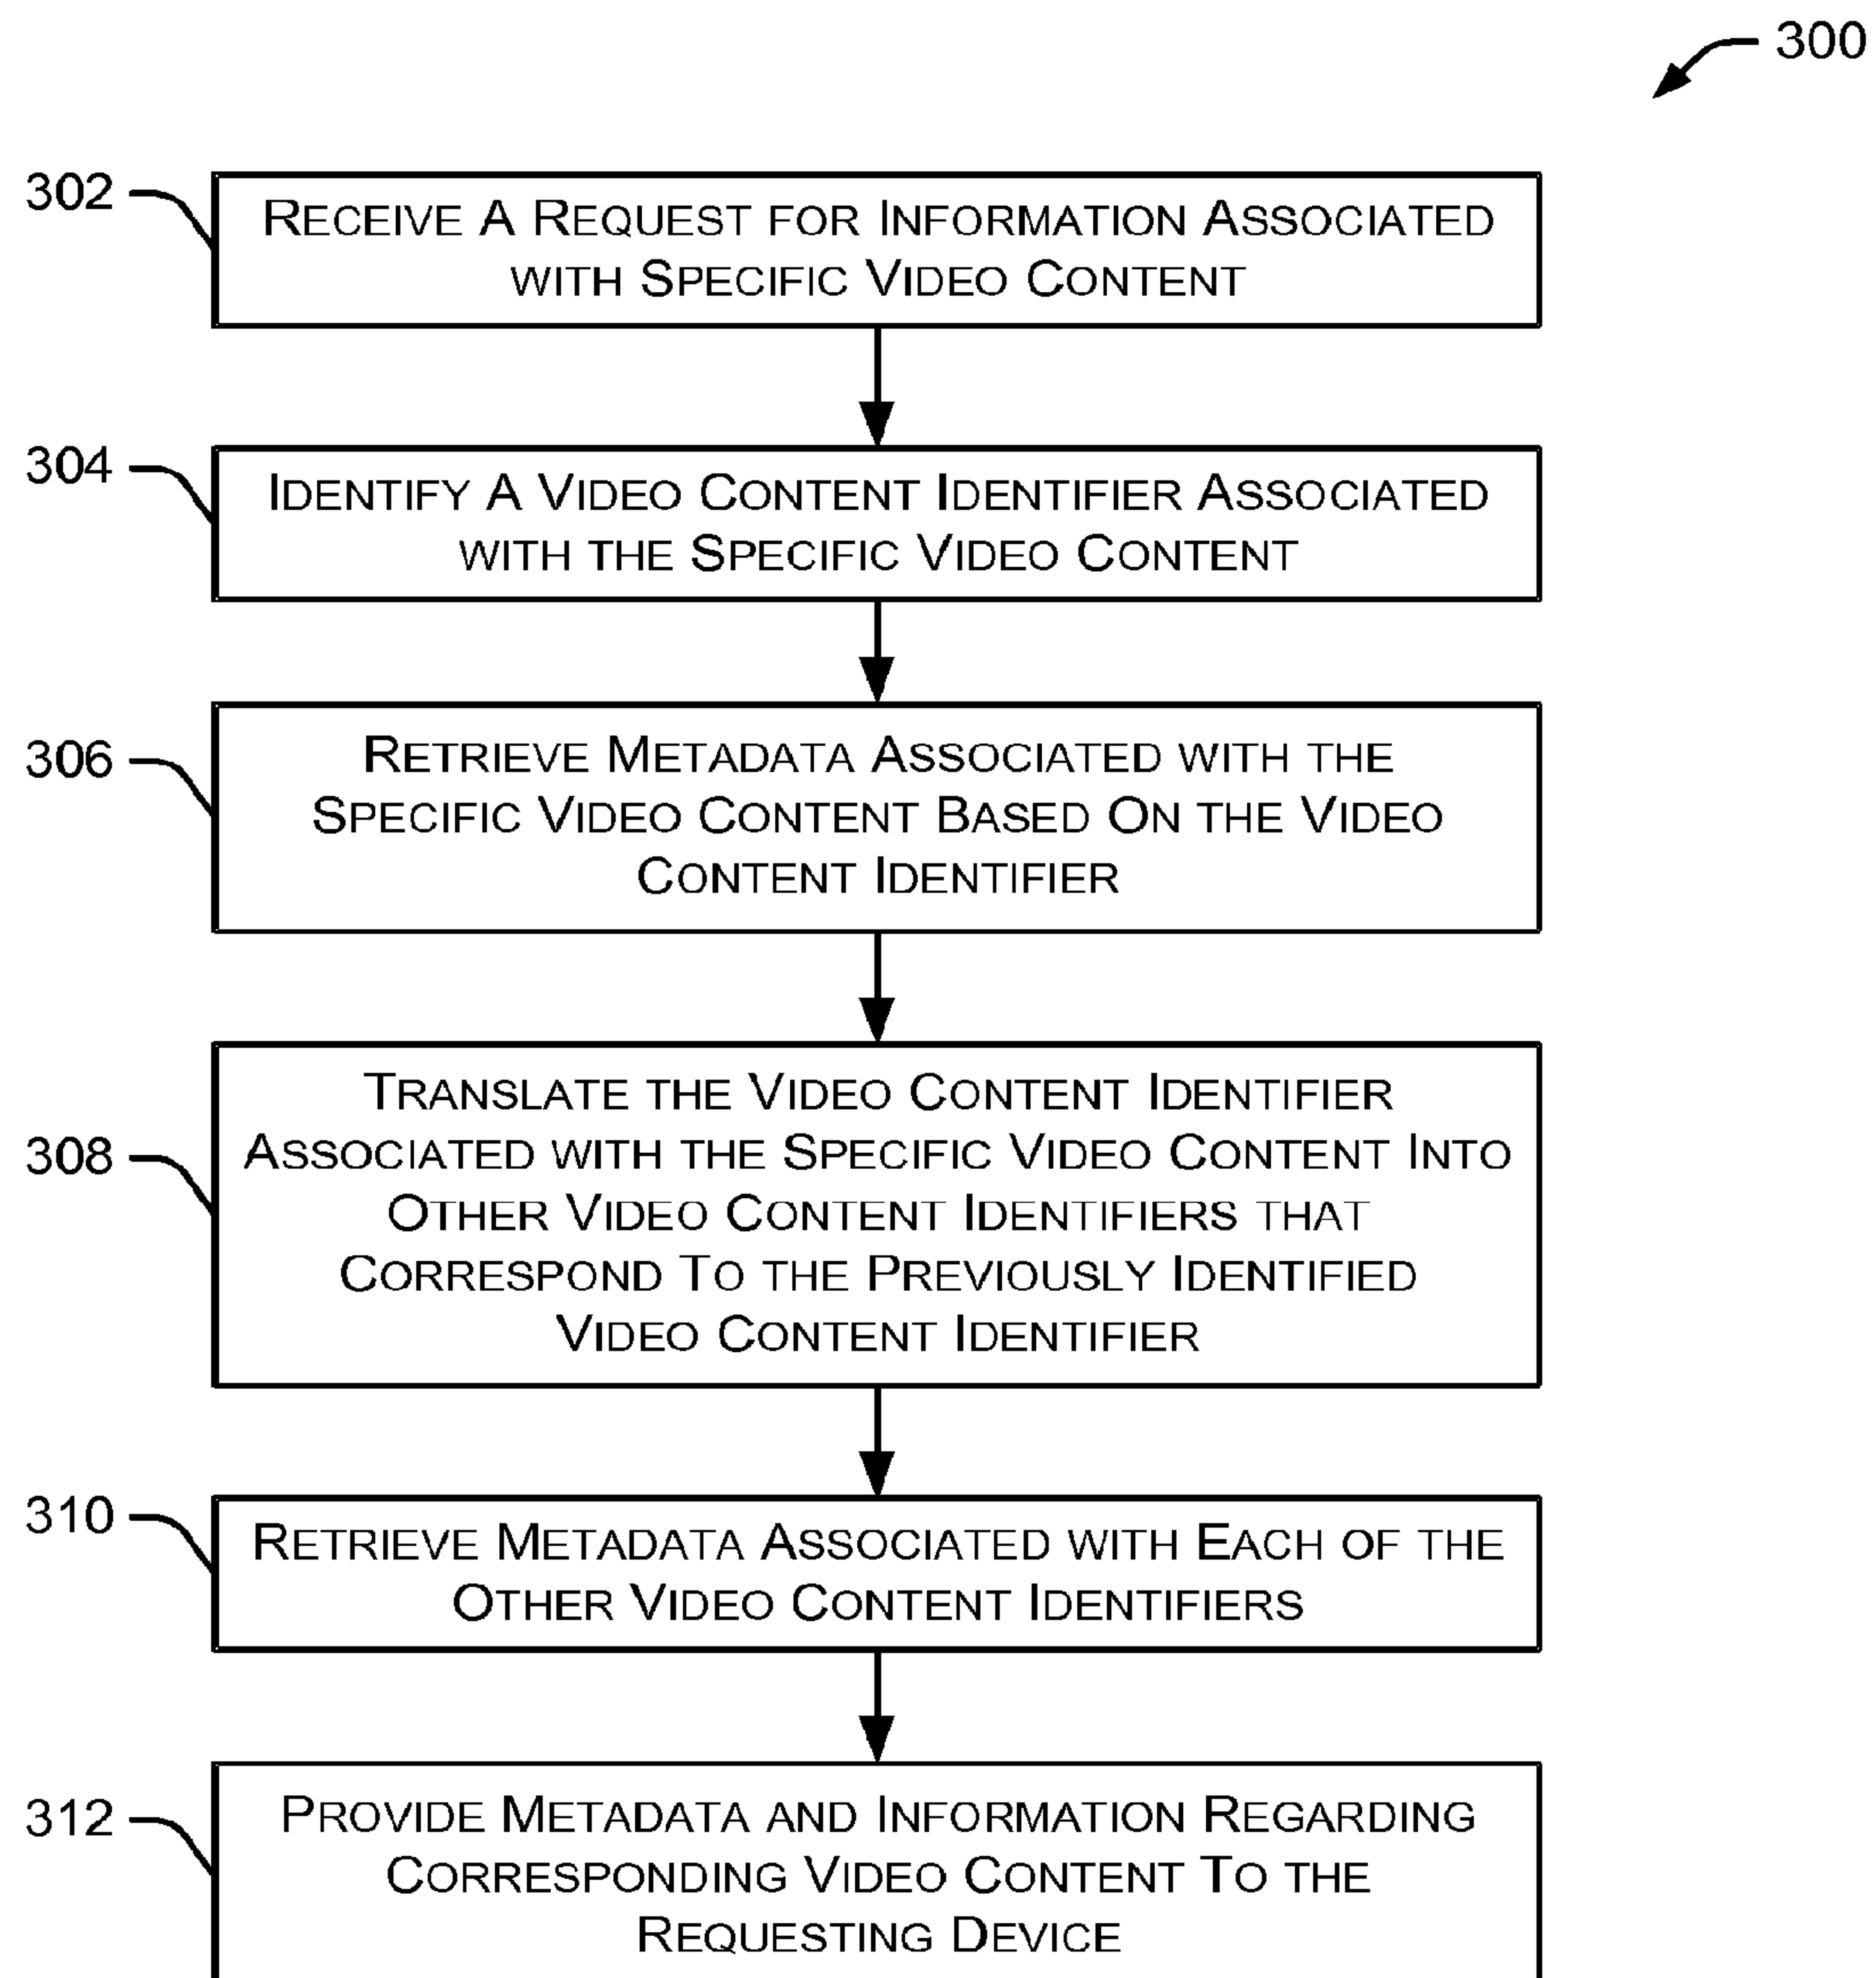 300
302
RECEIVE A REQUEST FOR INFORMATION ASSOCIATED
WITH SPECIFIC VIDEO CONTENT
304
IDENTIFY A VIDEO CONTENT IDENTIFIER ASSOCIATED
WITH THE SPECIFIC VIDEO CONTENT
306
RETRIEVE METADATA ASSOCIATED WITH THE
SPECIFIC VIDEO CONTENT BASED ON THE VIDEO
CONTENT IDENTIFIER
308
TRANSLATE THE VIDEO CONTENT IDENTIFIER
ASSOCIATED WITH THE SPECIFIC VIDEO CONTENT INTO
OTHER VIDEO CONTENT IDENTIFIERS THAT
CORRESPOND TO THE PREVIOUSLY IDENTIFIED
VIDEO CONTENT IDENTIFIER
310
RETRIEVE METADATA ASSOCIATED WITH EACH OF THE
OTHER VIDEO CONTENT IDENTIFIERS
312
PROVIDE METADATA AND INFORMATION REGARDING
CORRESPONDING VIDEO CONTENT TO THE
REQUESTING DEVICE